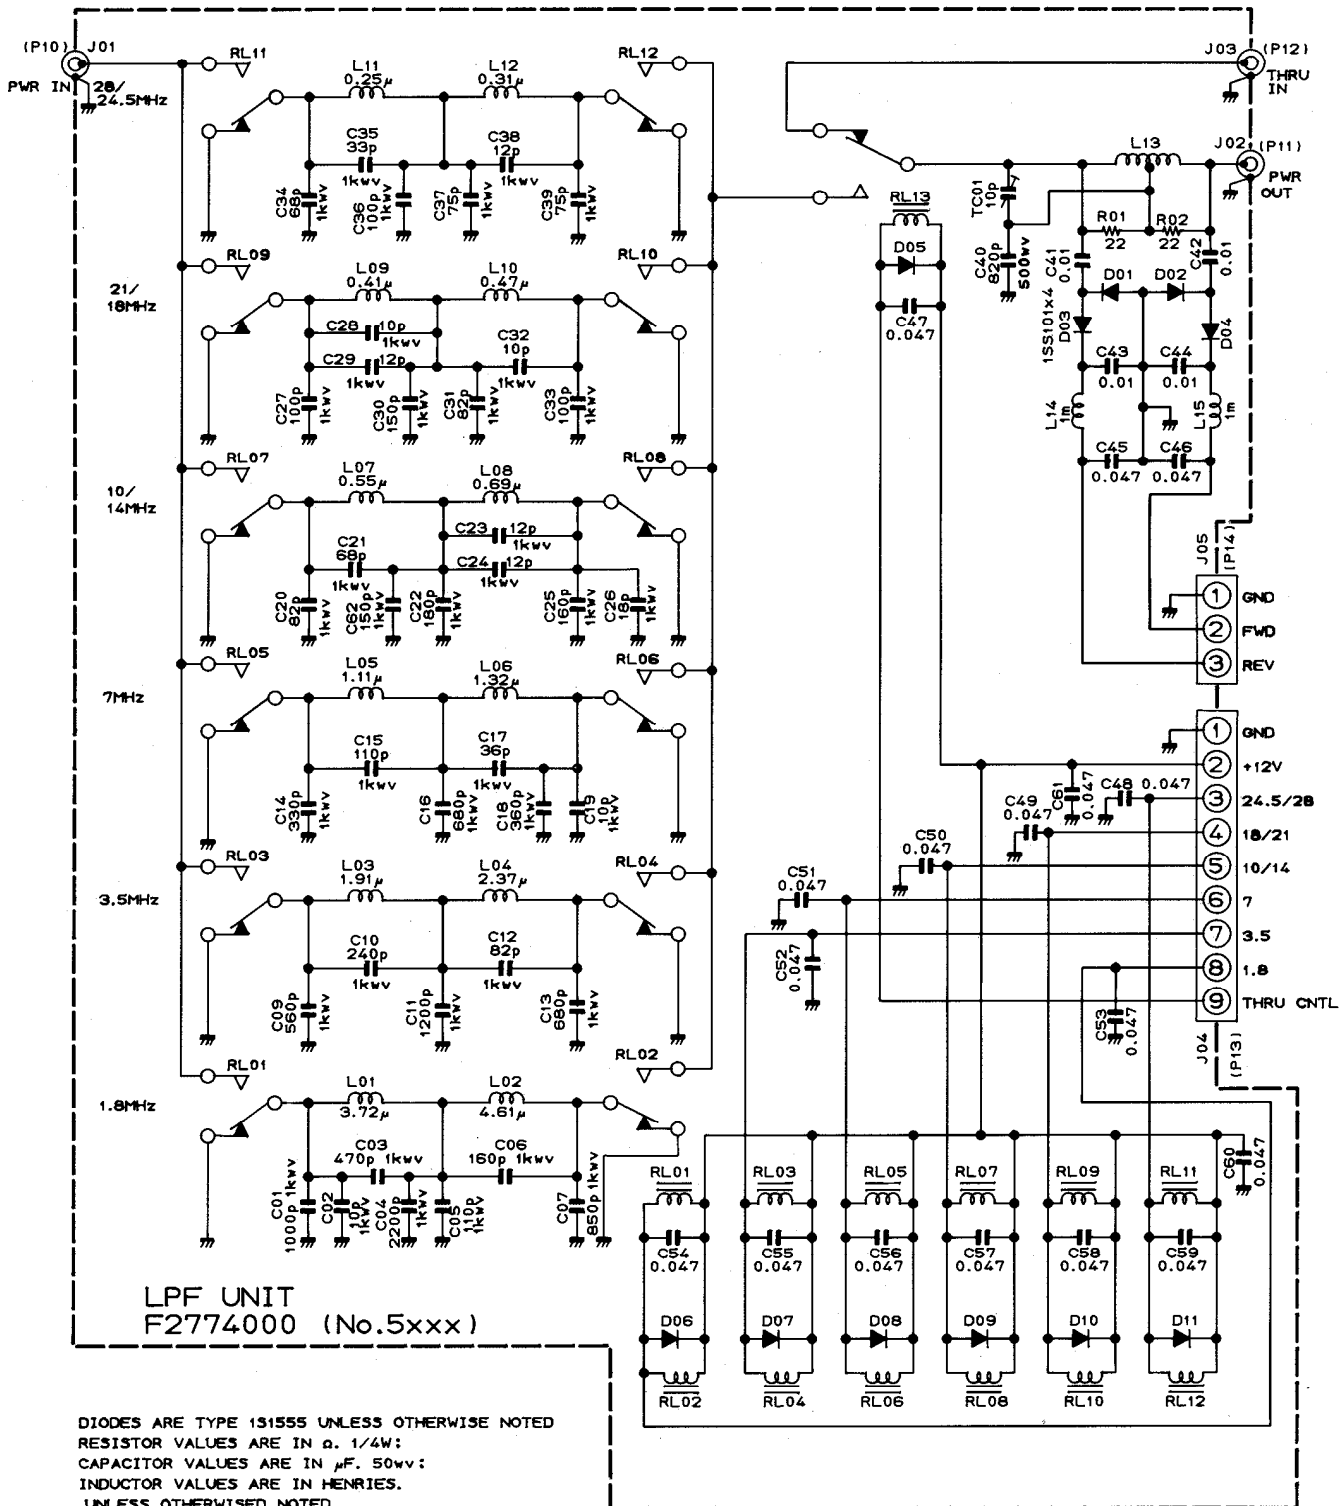 (P10) J01
PWR IN
28/
24.5MHz
RL11
L11
0.25μ
L12
0.31μ
RL12
C35
33p
1kwv
C38
12p
1kwv
C34
68p
1kwv
C36
100p
1kwv
C37
75p
1kwv
C39
75p
1kwv
J03 (P12)
THRU
IN
J02 (P11)
PWR
OUT
L13
TC01
10p
R01
22
R02
22
RL13
D05
C47
0.047
C40
820p
500wv
C41
0.01
C42
0.01
D01
D02
1SS101x4
D03
D04
C43
0.01
C44
0.01
L14
1m
L15
1m
C45
0.047
C46
0.047
RL09
21/
18MHz
L09
0.41μ
L10
0.47μ
RL10
C28
10p
1kwv
C29
12p
1kwv
C32
10p
1kwv
C27
100p
1kwv
C30
150p
1kwv
C31
82p
1kwv
C33
100p
1kwv
RL07
10/
14MHz
L07
0.55μ
L08
0.69μ
RL08
C23
12p
1kwv
C21
68p
1kwv
C24
12p
1kwv
C20
82p
1kwv
C62
150p
1kwv
C22
180p
1kwv
C25
160p
1kwv
C26
18p
1kwv
J05
(P14)
1 GND
2 FWD
3 REV
RL05
7MHz
L05
1.11μ
L06
1.32μ
RL06
C15
110p
1kwv
C17
36p
1kwv
C14
330p
1kwv
C16
680p
1kwv
C18
360p
1kwv
C19
10p
1kwv
1 GND
2 +12V
3 24.5/28
4 18/21
5 10/14
6 7
7 3.5
8 1.8
9 THRU CNTL
J04
(P13)
C61
0.047
C48
0.047
C49
0.047
C50
0.047
C51
0.047
C52
0.047
C53
0.047
RL03
3.5MHz
L03
1.91μ
L04
2.37μ
RL04
C10
240p
1kwv
C12
82p
1kwv
C09
560p
1kwv
C11
1200p
1kwv
C13
680p
1kwv
RL01
1.8MHz
L01
3.72μ
L02
4.61μ
RL02
C03
470p 1kwv
C06
160p 1kwv
C01
1000p 1kwv
C02
10p
1kwv
C04
2200p
1kwv
C05
110p
1kwv
C07
850p 1kwv
RL01
RL03
RL05
RL07
RL09
RL11
C60
0.047
C54
0.047
C55
0.047
C56
0.047
C57
0.047
C58
0.047
C59
0.047
D06
D07
D08
D09
D10
D11
RL02
RL04
RL06
RL08
RL10
RL12
LPF UNIT
F2774000 (No.5xxx)
DIODES ARE TYPE 1S1555 UNLESS OTHERWISE NOTED
RESISTOR VALUES ARE IN Ω. 1/4W:
CAPACITOR VALUES ARE IN μF. 50wv:
INDUCTOR VALUES ARE IN HENRIES.
UNLESS OTHERWISED NOTED